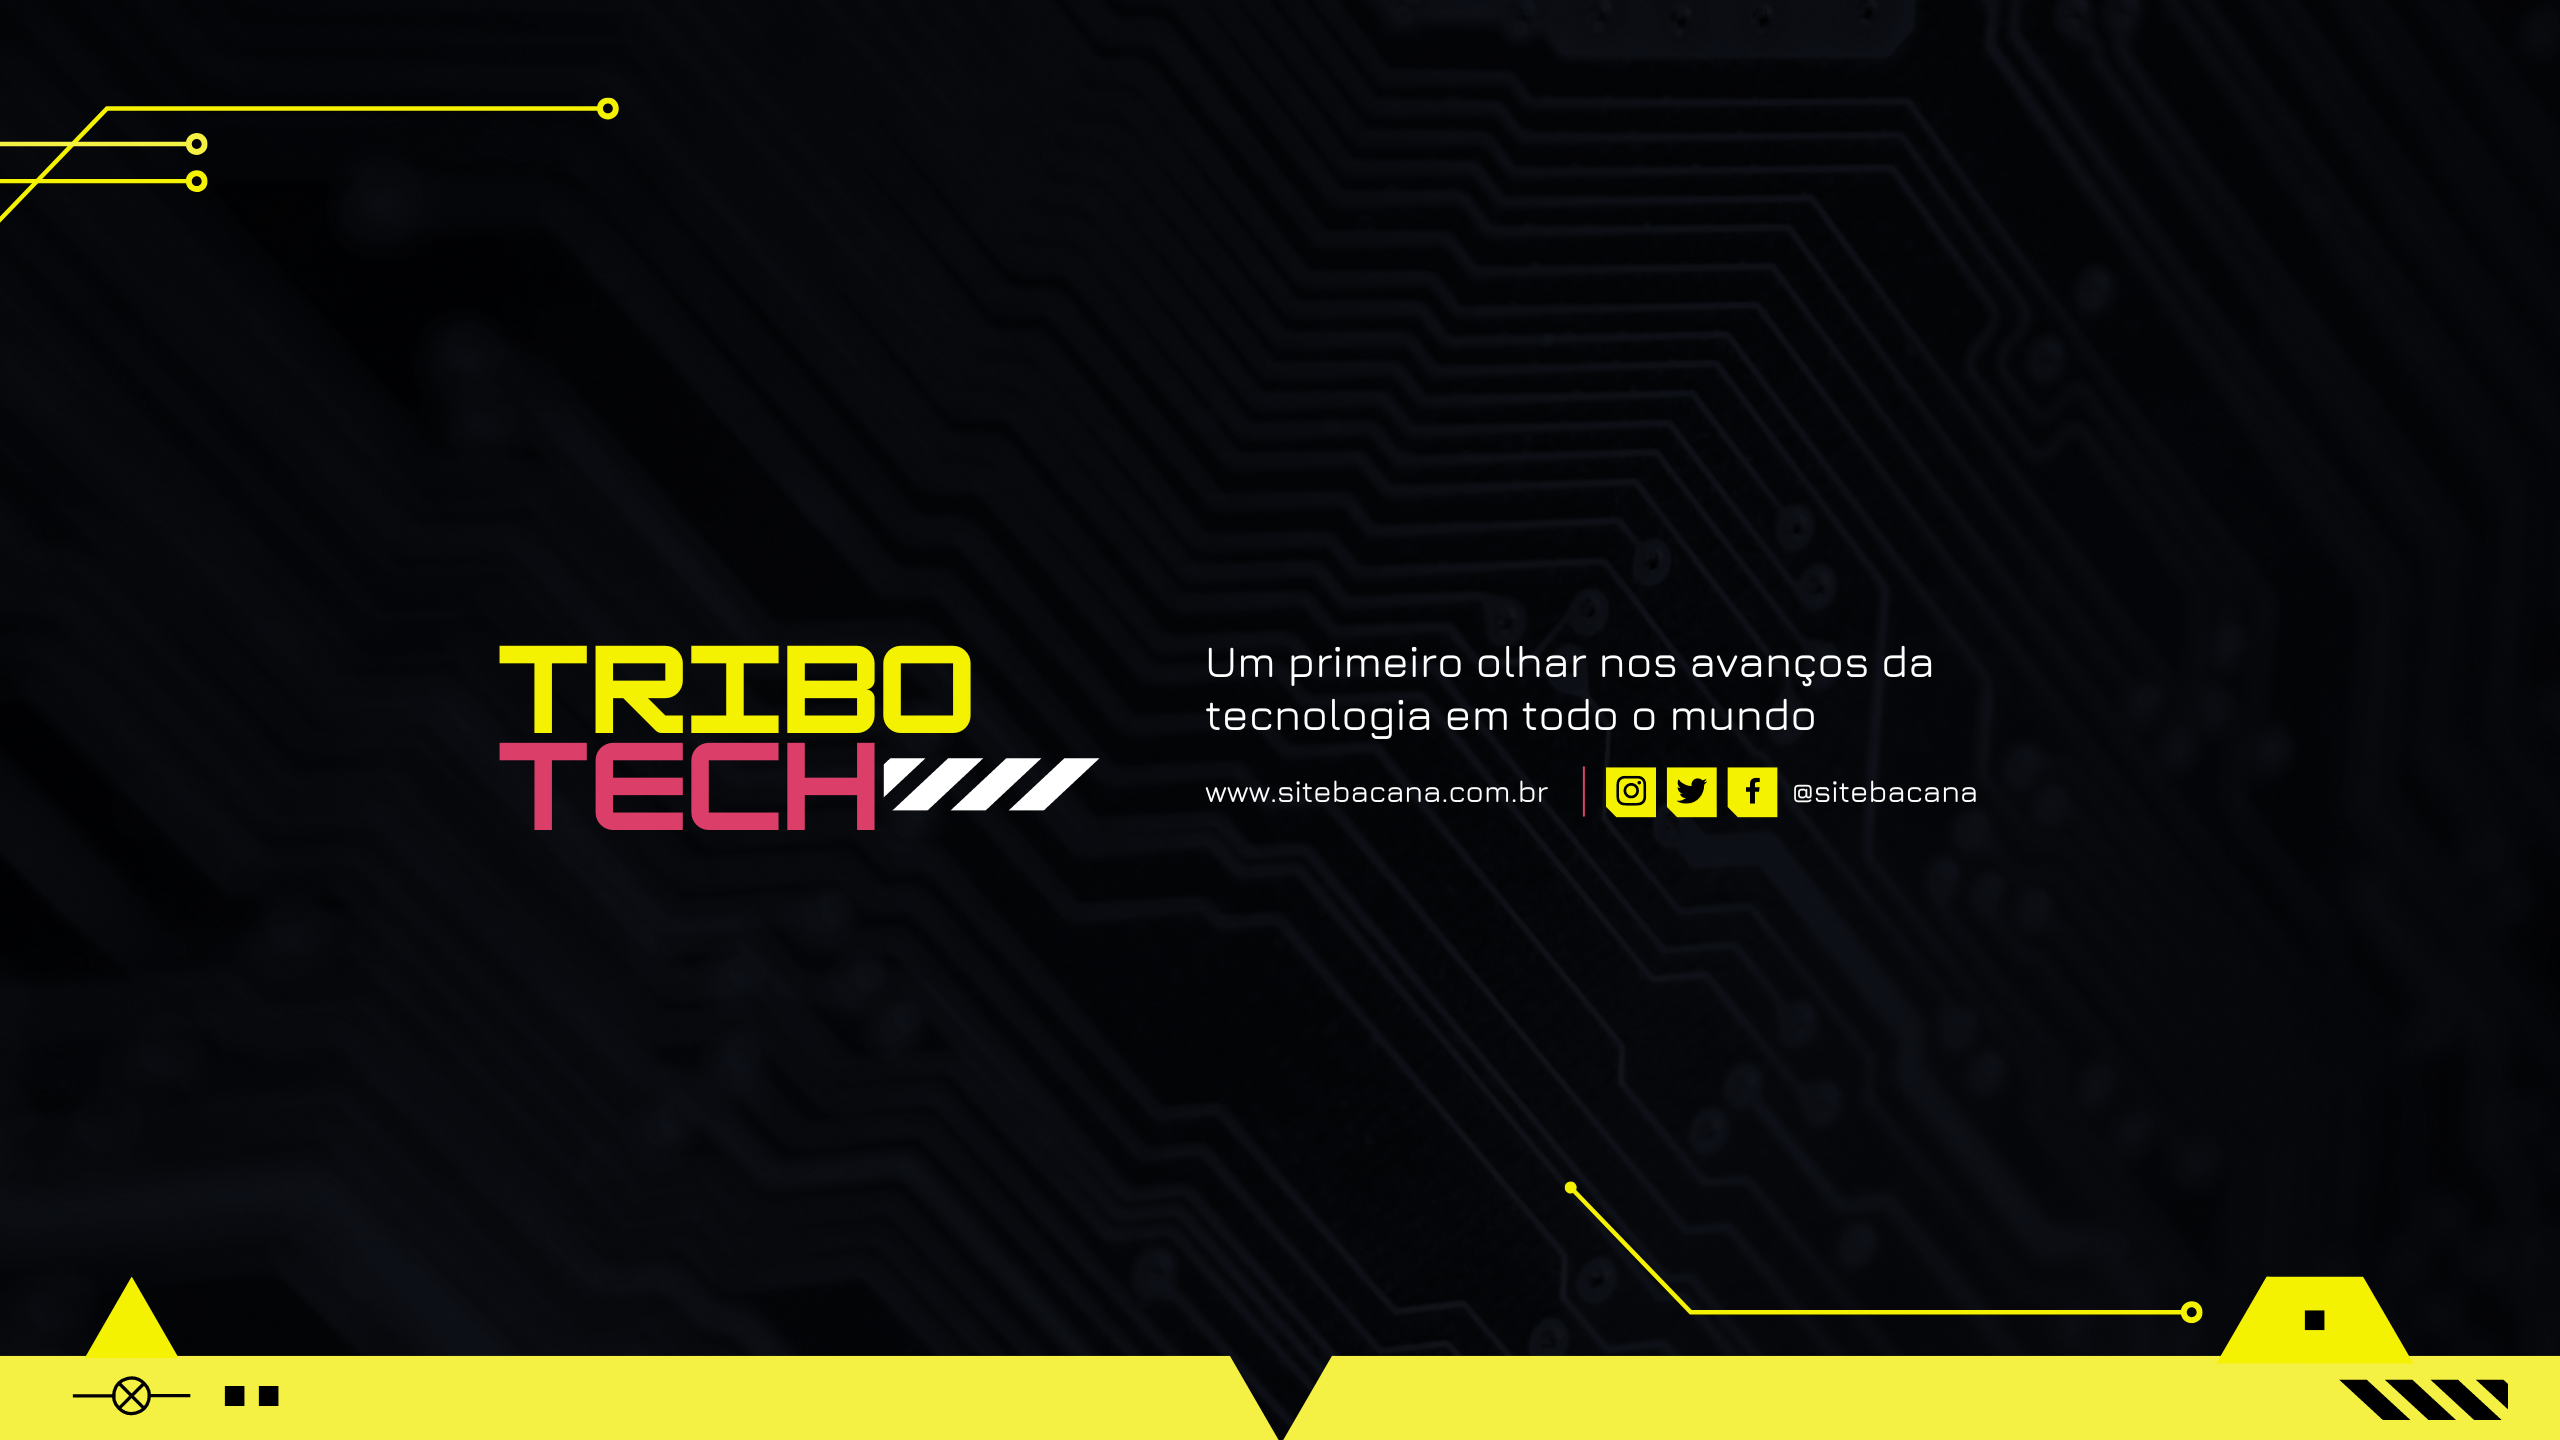 TRIBO
TECH
Um primeiro olhar nos avanços da
tecnologia em todo o mundo
www.sitebacana.com.br
@sitebacana